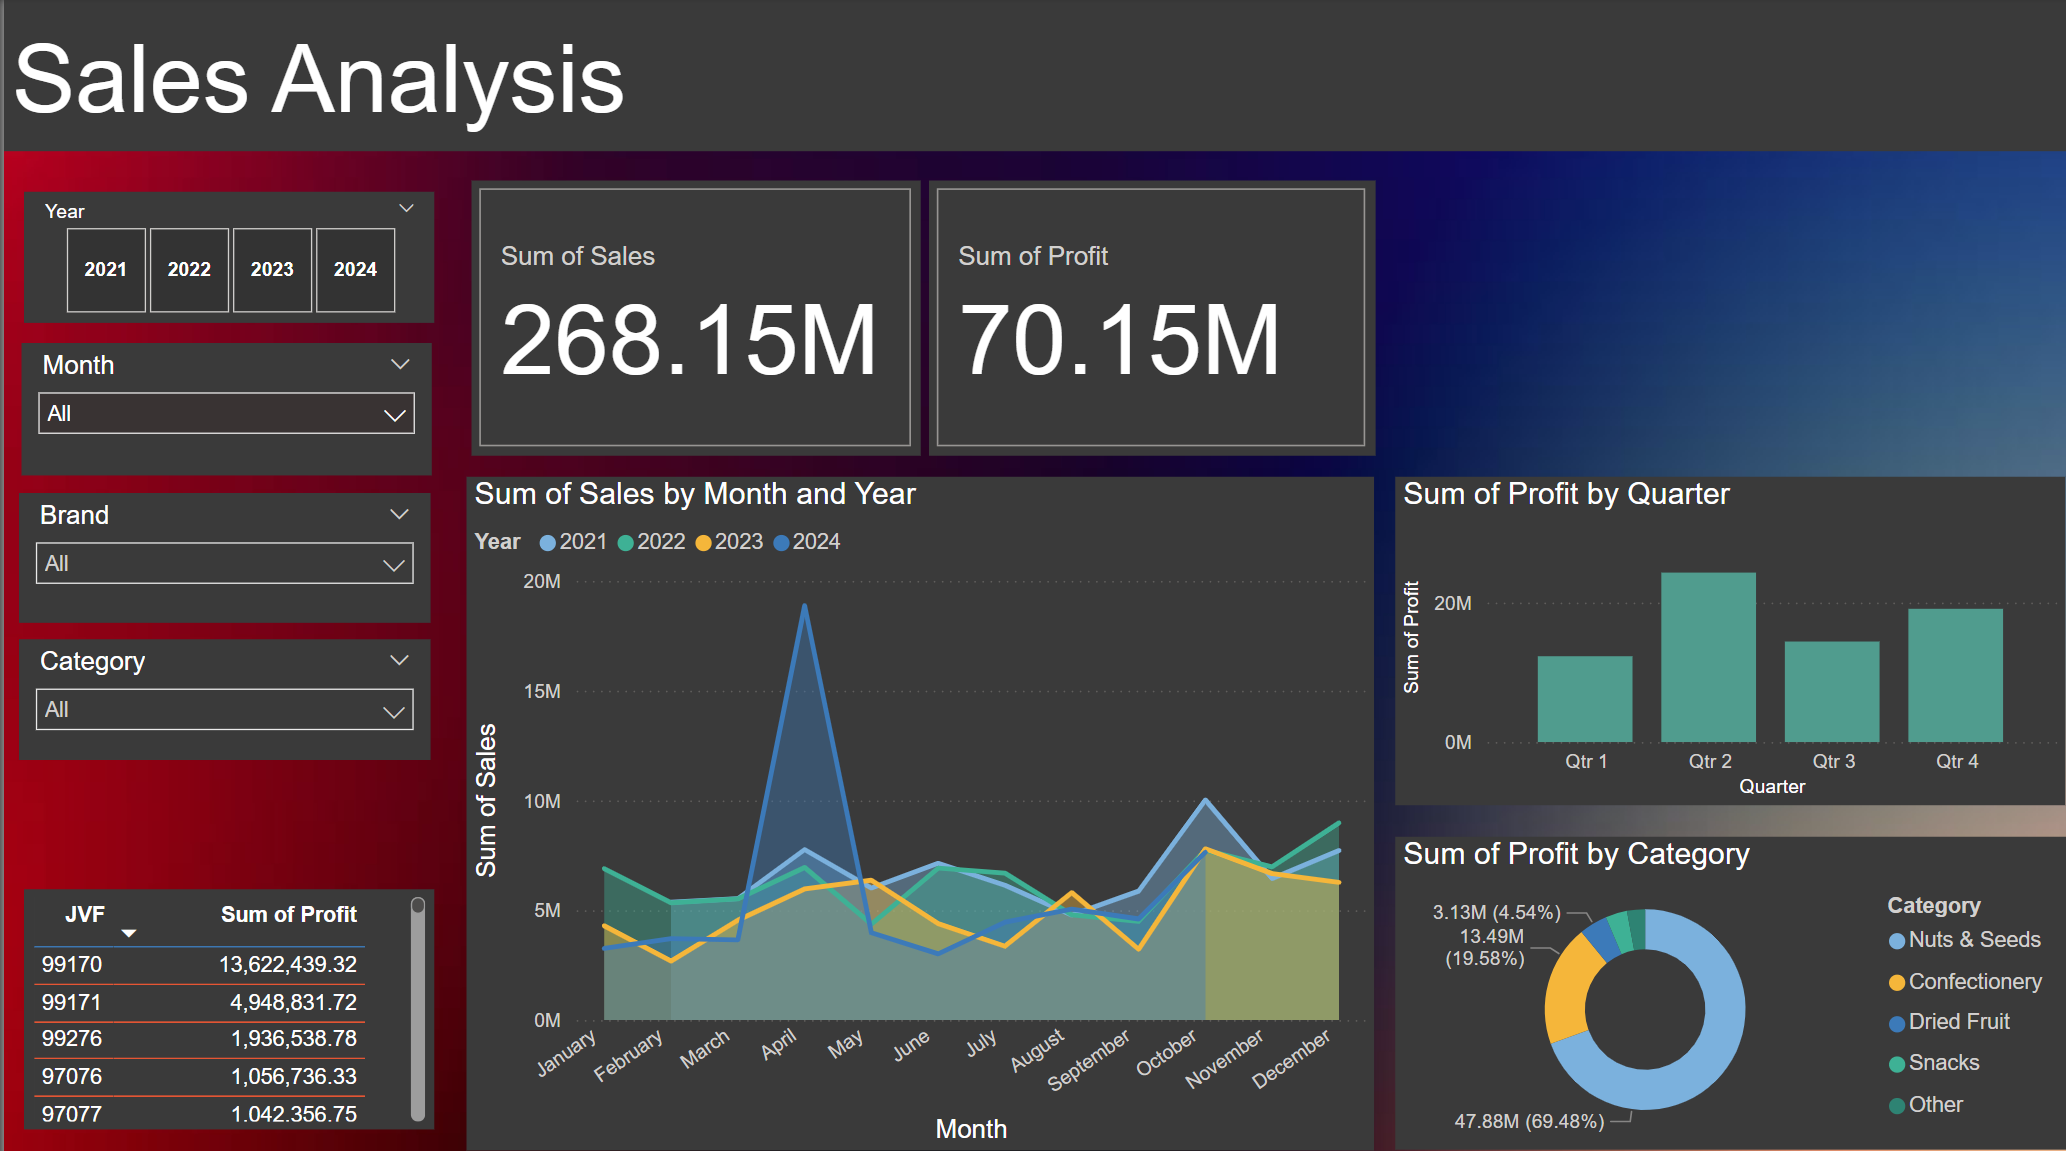 Sales Analysis
Year
2021 2022 2023 2024
Month
All
Brand
All
Category
All
JVF Sum of Profit
99170 13,622,439.32
99171 4,948,831.72
99276 1,936,538.78
97076 1,056,736.33
97077 1.042.356.75
Sum of Sales
268.15M
Sum of Profit
70.15M
Sum of Sales by Month and Year
Year 2021 2022 2023 2024
Sum of Sales
20M
15M
10M
5M
0M
January February March April May June July August September October November December
Month
Sum of Profit by Quarter
Sum of Profit
20M
0M
Qtr 1 Qtr 2 Qtr 3 Qtr 4
Quarter
Sum of Profit by Category
3.13M (4.54%)
13.49M
(19.58%)
47.88M (69.48%)
Category
Nuts & Seeds
Confectionery
Dried Fruit
Snacks
Other